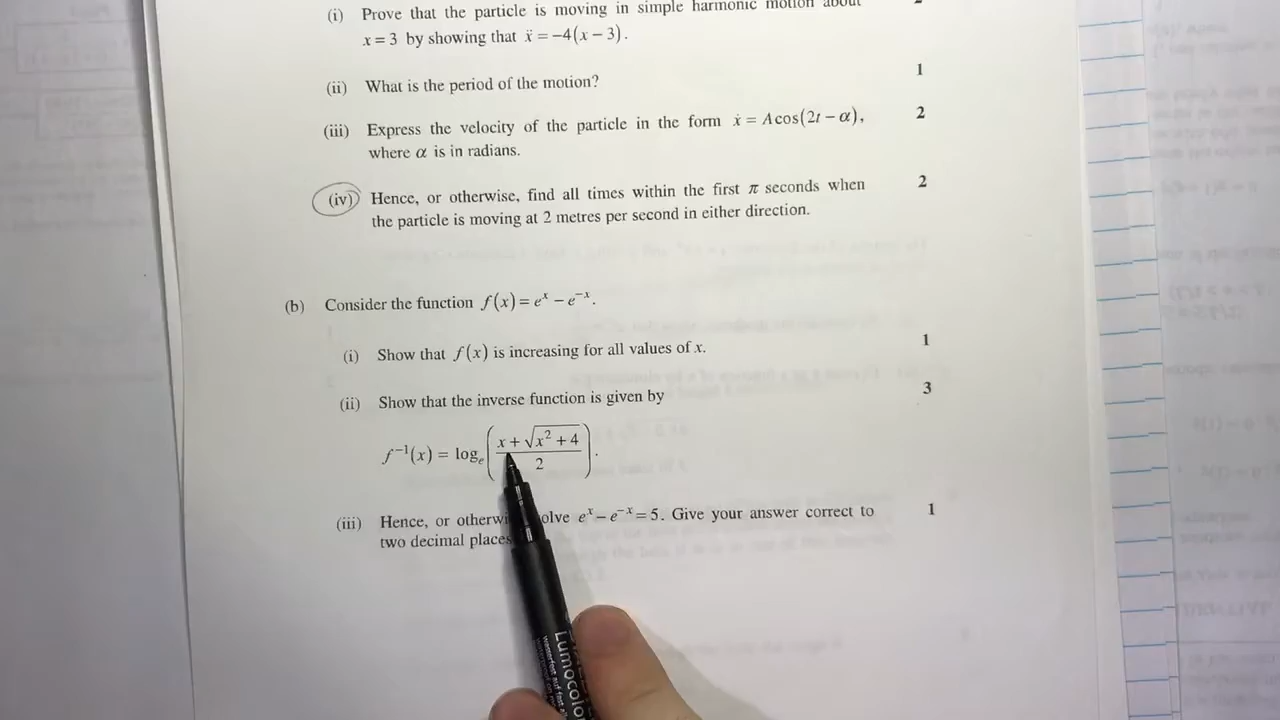 (i) Prove that the particle is moving in simple harmonic motion about
x = 3 by showing that ẍ = −4(x − 3).
(ii) What is the period of the motion? 1
(iii) Express the velocity of the particle in the form ẋ = A cos(2t − α), 2
where α is in radians.
(iv) Hence, or otherwise, find all times within the first π seconds when 2
the particle is moving at 2 metres per second in either direction.
(b) Consider the function f(x) = eˣ − e⁻ˣ.
(i) Show that f(x) is increasing for all values of x. 1
(ii) Show that the inverse function is given by 3
f⁻¹(x) = logₑ((x + √(x² + 4))/2).
(iii) Hence, or otherwi olve eˣ − e⁻ˣ = 5. Give your answer correct to 1
two decimal places
Lumocolor